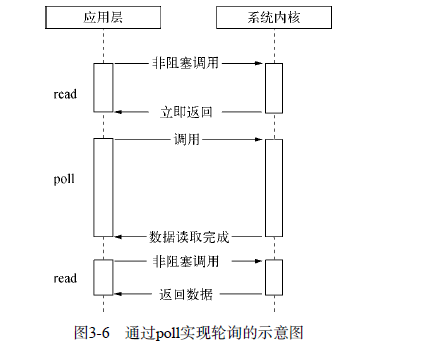 应用层 系统内核
非阻塞调用
read
立即返回
调用
poll
数据读取完成
非阻塞调用
read
返回数据
图3-6 通过poll实现轮询的示意图